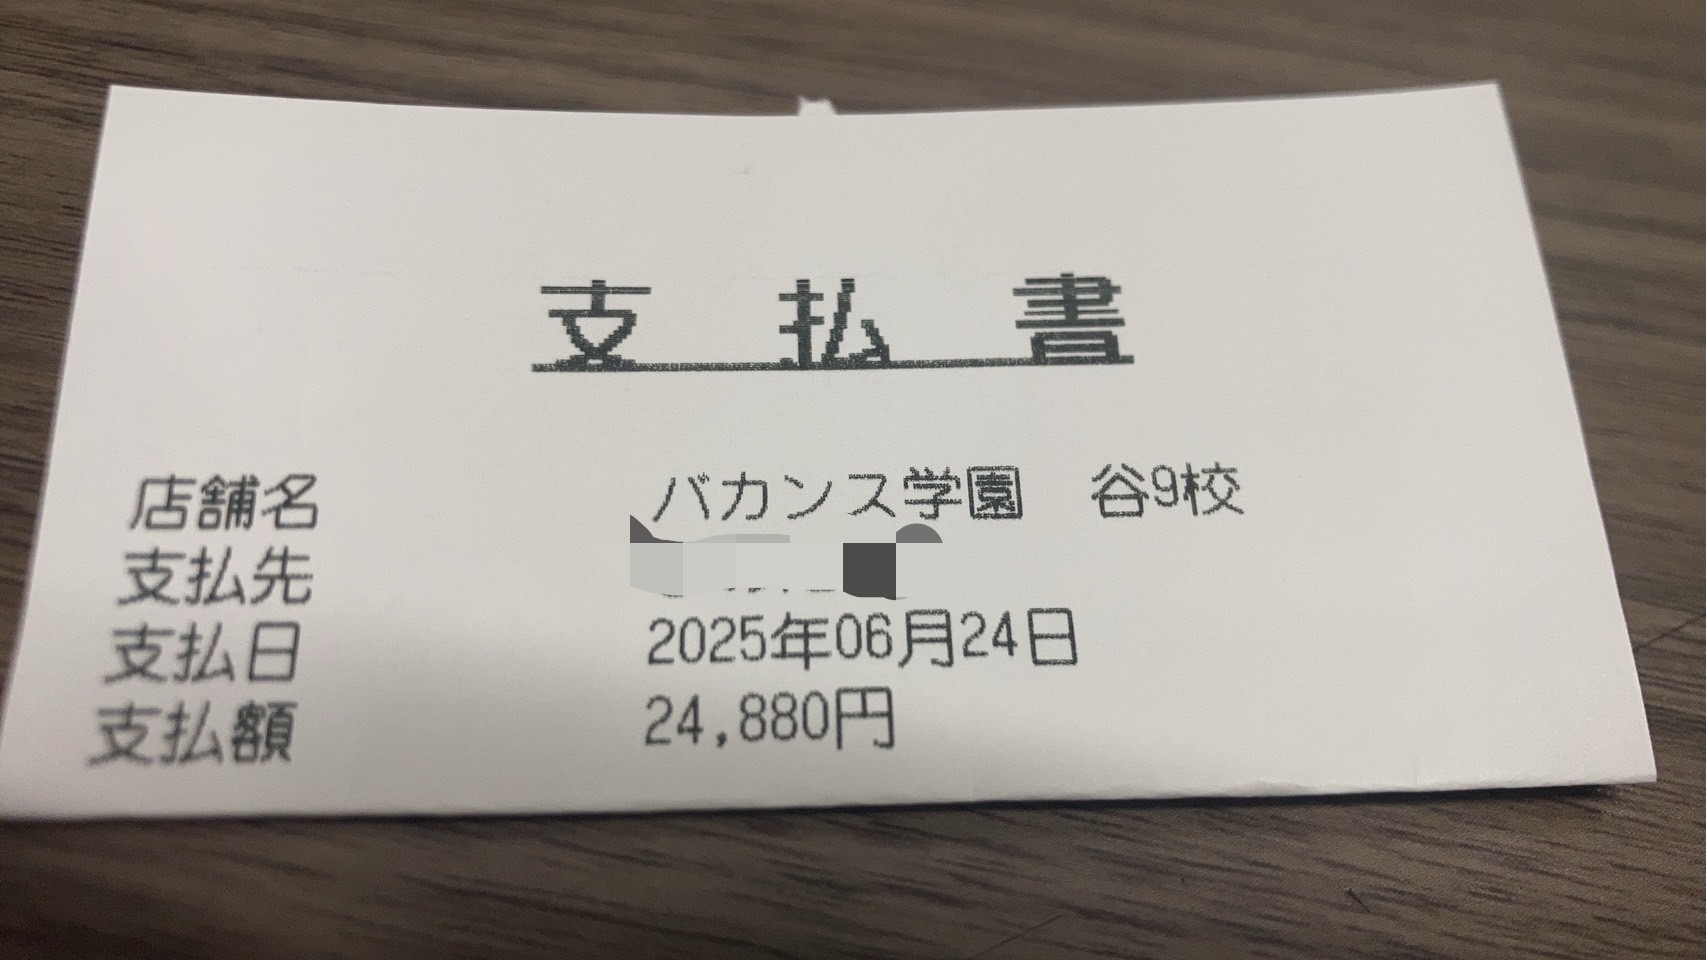 支払書
店舗名 バカンス学園 谷9校
支払先
支払日 2025年06月24日
支払額 24,880円